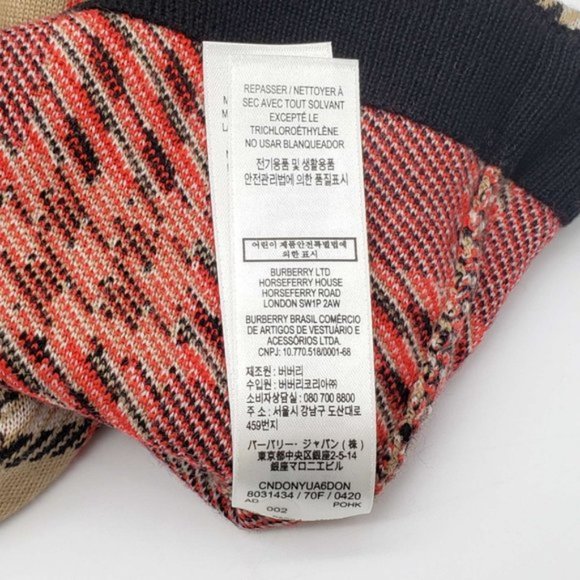 REPASSER / NETTOYER À
SEC AVEC TOUT SOLVANT
EXCEPTÉ LE
TRICHLOROÉTHYLÈNE
NO USAR BLANQUEADOR
전기용품 및 생활용품
안전관리법에 의한 품질표시
어린이 제품안전특별법에
의한 표시
BURBERRY LTD
HORSEFERRY HOUSE
HORSEFERRY ROAD
LONDON SW1P 2AW
BURBERRY BRASIL COMÉRCIO
DE ARTIGOS DE VESTUÁRIO E
ACESSÓRIOS LTDA.
CNPJ: 10.770.518/0001-68
제조원 : 버버리
수입원 : 버버리코리아㈜
소비자상담실 : 080 700 8800
주 소 : 서울시 강남구 도산대로
459번지
バーバリー・ジャパン(株)
東京都中央区銀座2-5-14
銀座マロニエビル
CNDONYUA6DON
8031434 / 70F / 0420
AD
POHK
002